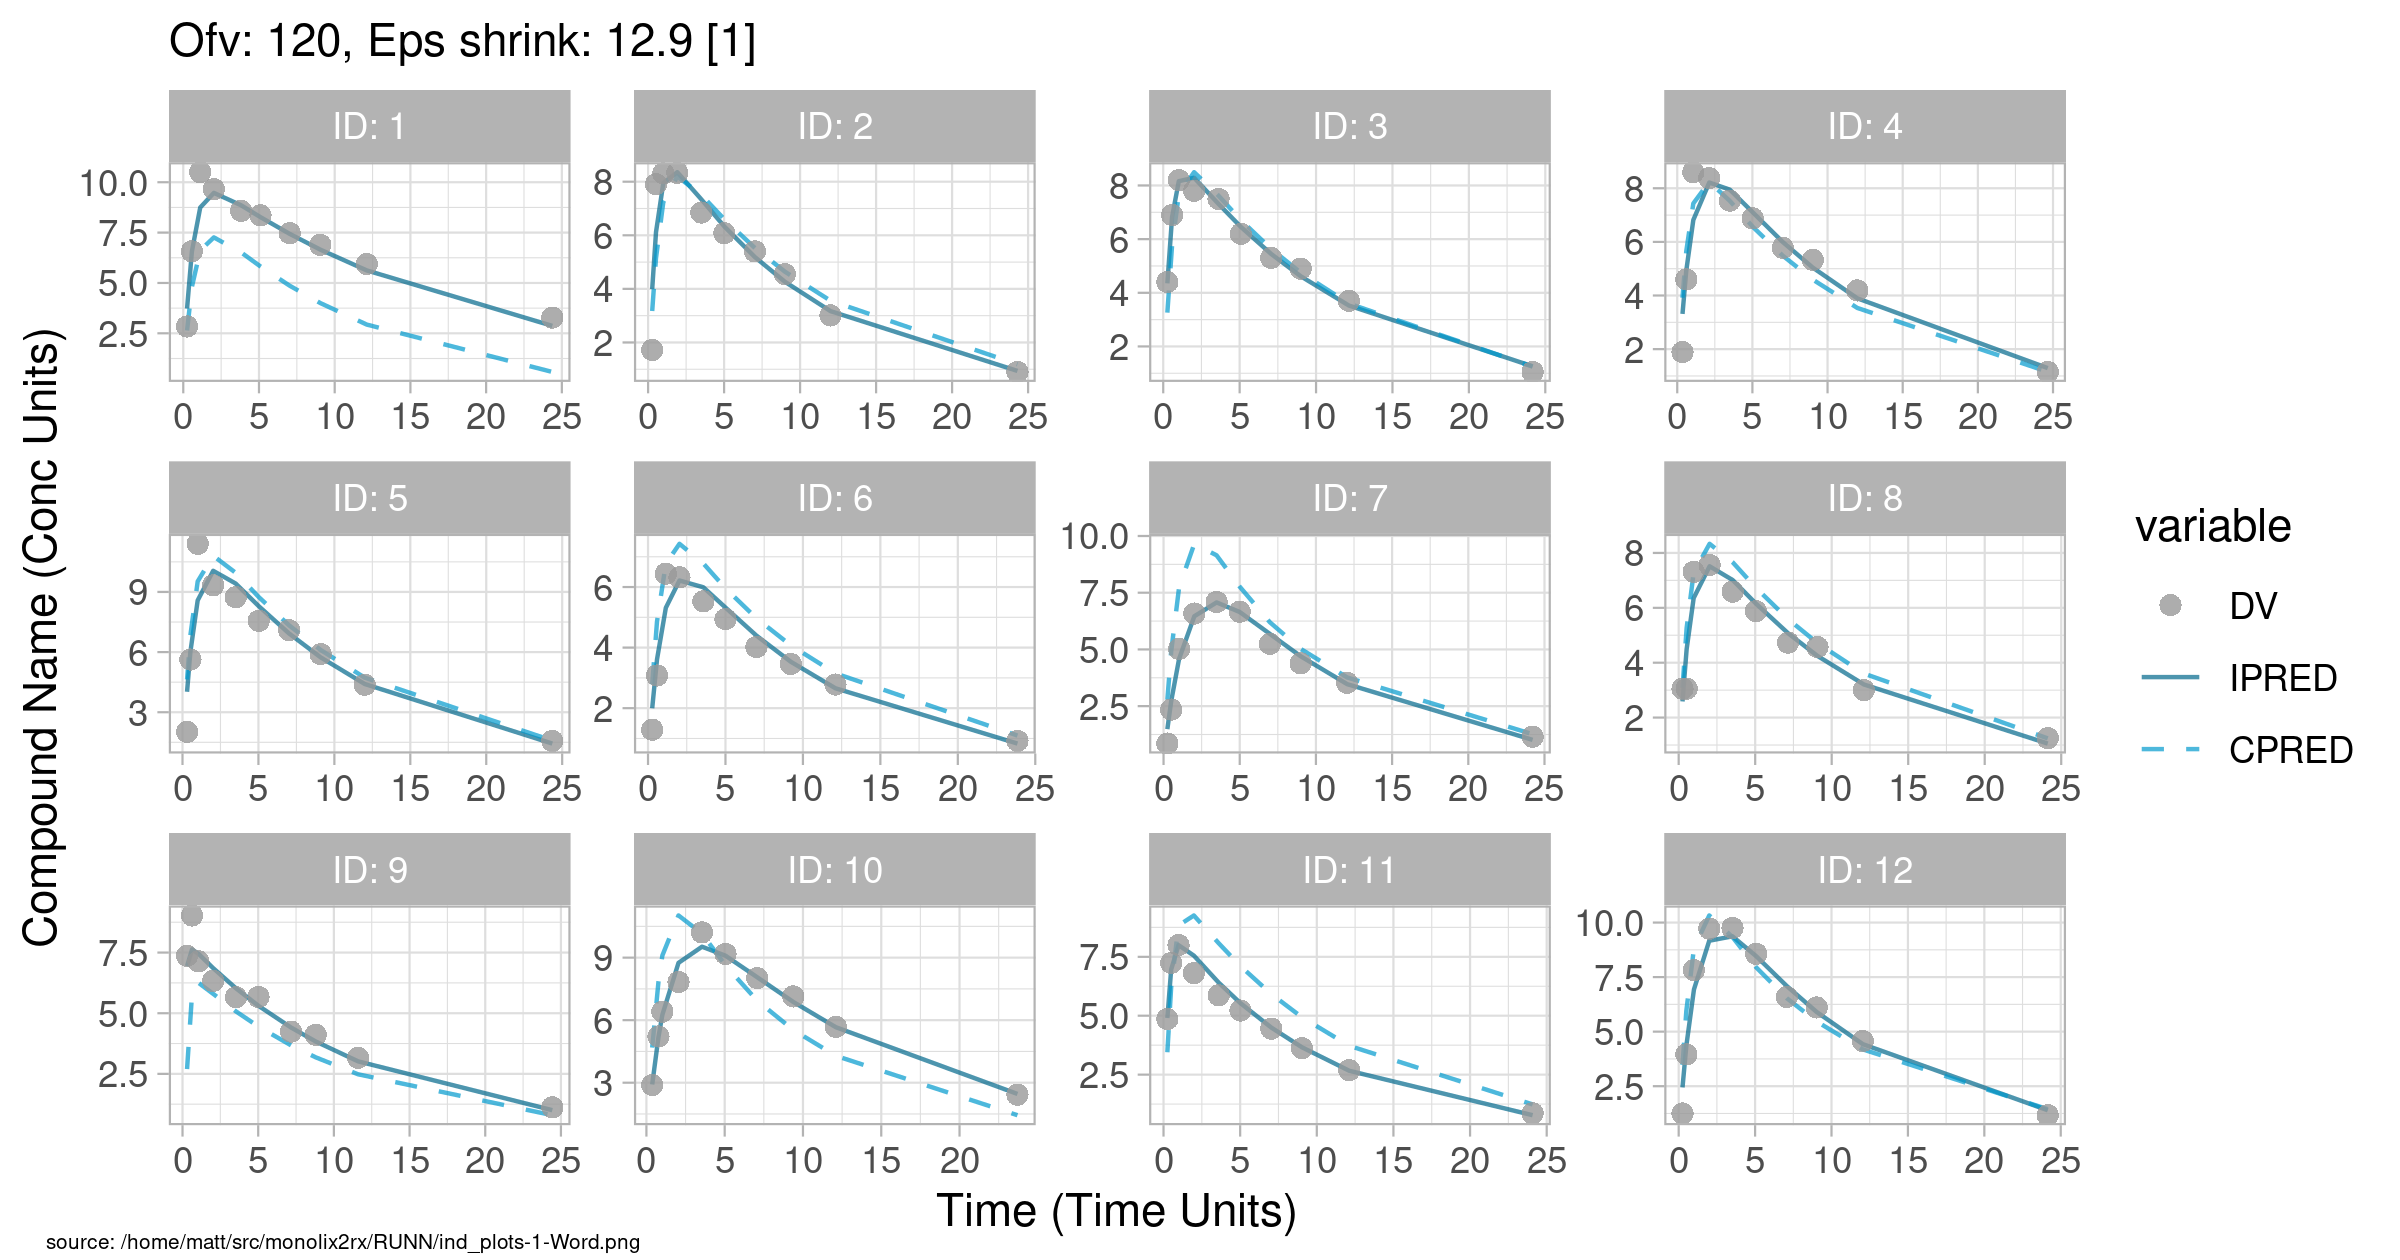 Ofv: 120, Eps shrink: 12.9 [1]
Compound Name (Conc Units)
ID: 1
10.0
7.5
5.0
2.5
0 5 10 15 20 25
ID: 2
8
6
4
2
0 5 10 15 20 25
ID: 3
8
6
4
2
0 5 10 15 20 25
ID: 4
8
6
4
2
0 5 10 15 20 25
ID: 5
9
6
3
0 5 10 15 20 25
ID: 6
6
4
2
0 5 10 15 20 25
ID: 7
10.0
7.5
5.0
2.5
0 5 10 15 20 25
ID: 8
8
6
4
2
0 5 10 15 20 25
ID: 9
7.5
5.0
2.5
0 5 10 15 20 25
ID: 10
9
6
3
0 5 10 15 20
ID: 11
7.5
5.0
2.5
0 5 10 15 20 25
ID: 12
10.0
7.5
5.0
2.5
0 5 10 15 20 25
variable
DV
IPRED
CPRED
Time (Time Units)
source: /home/matt/src/monolix2rx/RUNN/ind_plots-1-Word.png